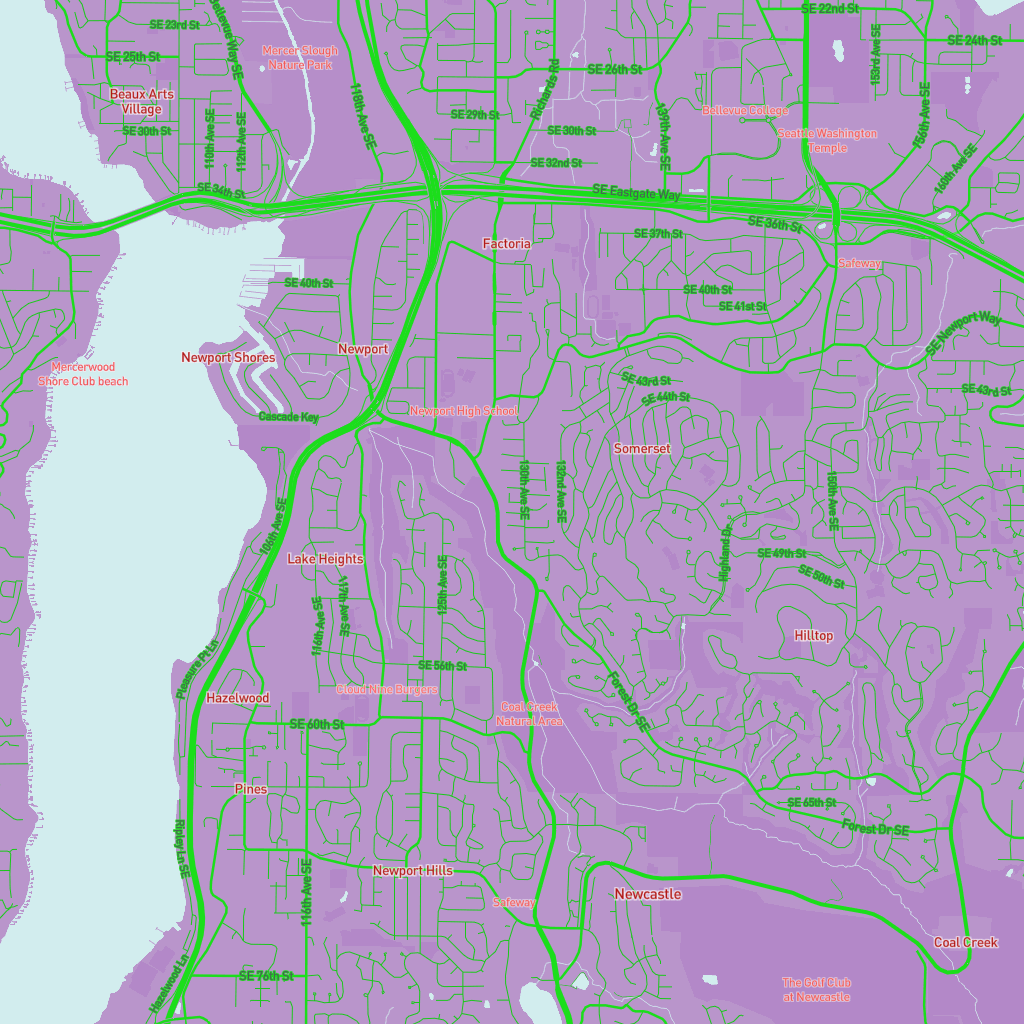 SE 22nd St
SE 23rd St
Bellevue Way SE
SE 24th St
153rd Ave SE
Mercer Slough
Nature Park
SE 25th St
SE 26th St
Richards Rd
118th Ave SE
Beaux Arts
Village
139th Ave SE
Bellevue College
156th Ave SE
SE 29th St
110th Ave SE
112th Ave SE
SE 30th St
SE 30th St
Seattle Washington
Temple
SE 32nd St
160th Ave SE
SE 34th St
SE Eastgate Way
SE 36th St
SE 37th St
Factoria
Safeway
SE 40th St
SE 40th St
SE 41st St
SE Newport Way
Newport
Newport Shores
Mercerwood
Shore Club beach
SE 43rd St
SE 43rd St
SE 44th St
Cascade Key
Newport High School
Somerset
130th Ave SE
132nd Ave SE
150th Ave SE
106th Ave SE
Highland Dr
SE 49th St
SE 50th St
Lake Heights
125th Ave SE
117th Ave SE
116th Ave SE
Hilltop
Pleasure Pt Ln
SE 56th St
Cloud Nine Burgers
Hazelwood
Forest Dr SE
Coal Creek
Natural Area
SE 60th St
Pines
SE 65th St
Forest Dr SE
Ripley Ln SE
Newport Hills
116th Ave SE
Newcastle
Safeway
Coal Creek
SE 76th St
Hazelwood Ln
The Golf Club
at Newcastle